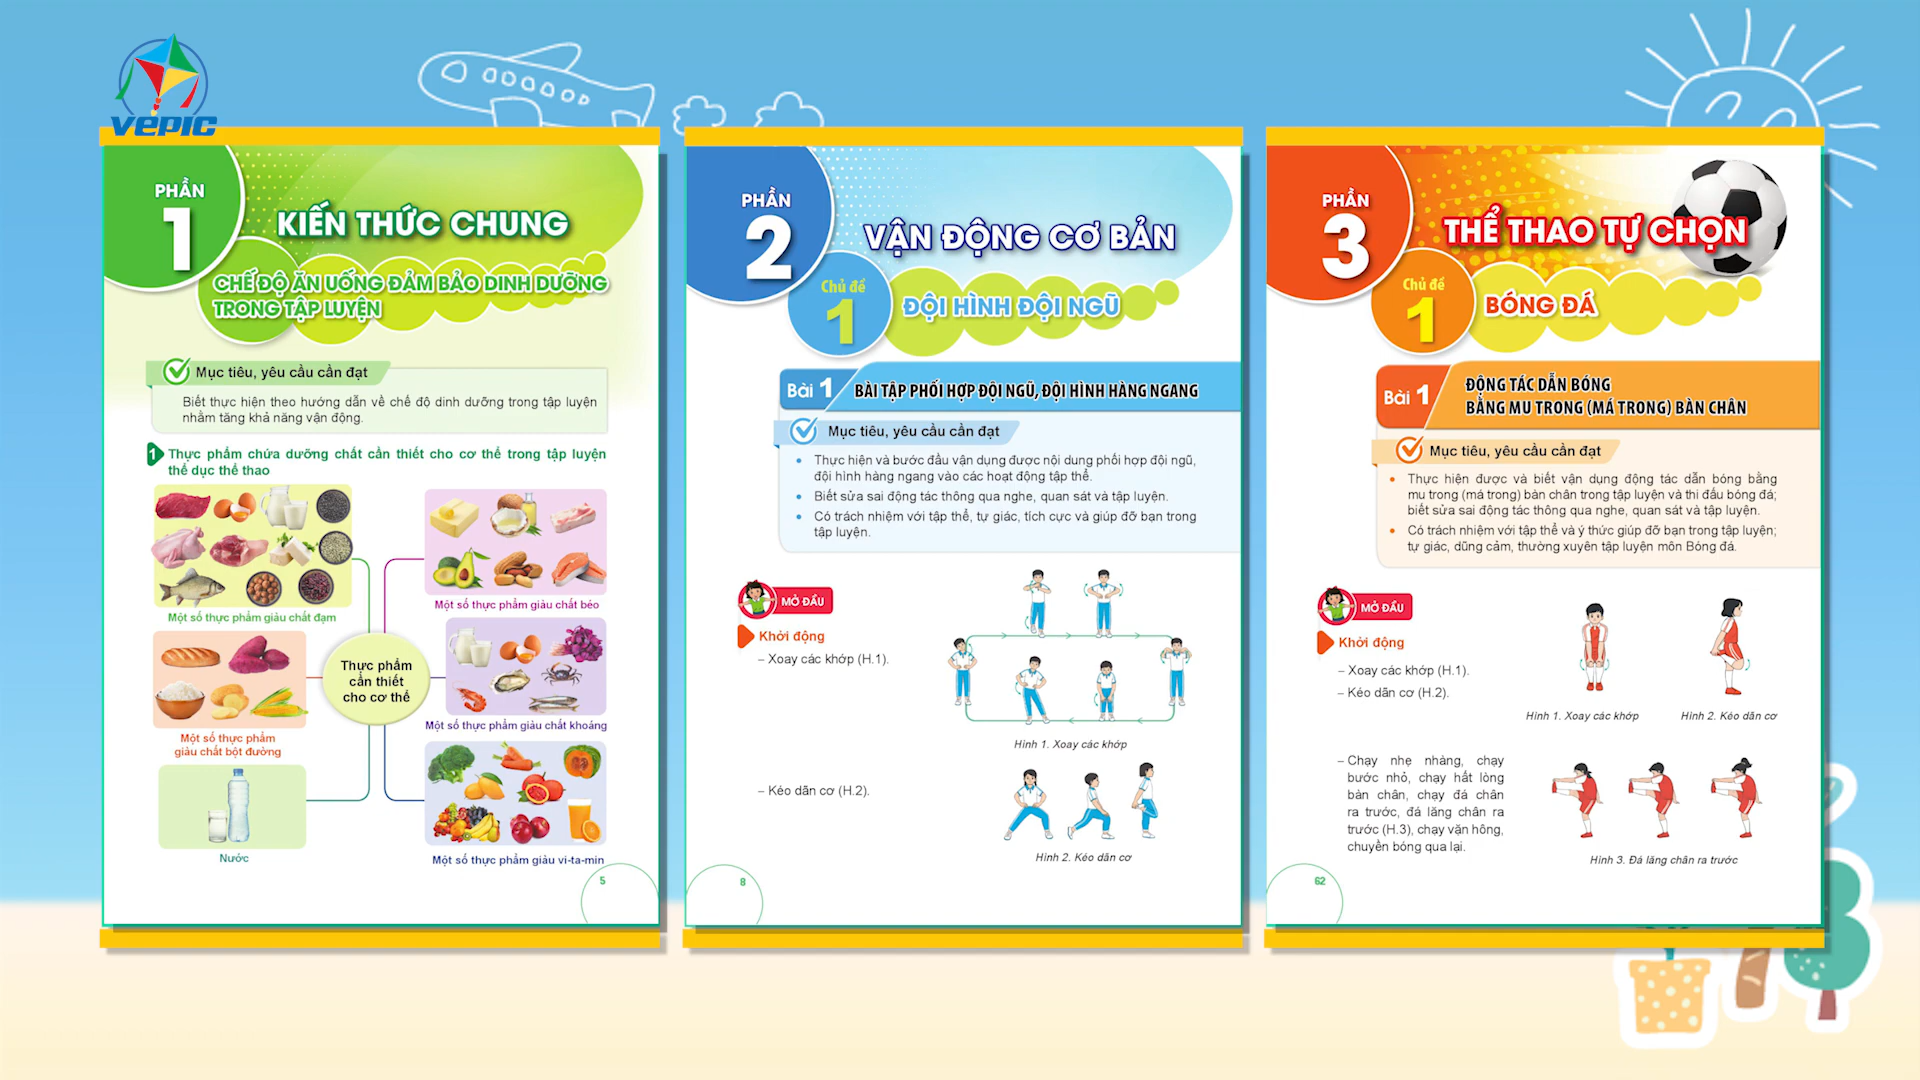 VEPIC
PHẦN
1
KIẾN THỨC CHUNG
CHẾ ĐỘ ĂN UỐNG ĐẢM BẢO DINH DƯỠNG
TRONG TẬP LUYỆN
Mục tiêu, yêu cầu cần đạt
Biết thực hiện theo hướng dẫn về chế độ dinh dưỡng trong tập luyện
nhằm tăng khả năng vận động.
1 Thực phẩm chứa dưỡng chất cần thiết cho cơ thể trong tập luyện
thể dục thể thao
Một số thực phẩm giàu chất đạm
Một số thực phẩm giàu chất béo
Thực phẩm
cần thiết
cho cơ thể
Một số thực phẩm giàu chất khoáng
Một số thực phẩm
giàu chất bột đường
Nước
Một số thực phẩm giàu vi-ta-min
5
PHẦN
2
VẬN ĐỘNG CƠ BẢN
Chủ đề
1
ĐỘI HÌNH ĐỘI NGŨ
Bài 1 BÀI TẬP PHỐI HỢP ĐỘI NGŨ, ĐỘI HÌNH HÀNG NGANG
Mục tiêu, yêu cầu cần đạt
• Thực hiện và bước đầu vận dụng được nội dung phối hợp đội ngũ,
đội hình hàng ngang vào các hoạt động tập thể.
• Biết sửa sai động tác thông qua nghe, quan sát và tập luyện.
• Có trách nhiệm với tập thể, tự giác, tích cực và giúp đỡ bạn trong
tập luyện.
MỞ ĐẦU
Khởi động
– Xoay các khớp (H.1).
Hình 1. Xoay các khớp
– Kéo dãn cơ (H.2).
Hình 2. Kéo dãn cơ
8
PHẦN
3
THỂ THAO TỰ CHỌN
Chủ đề
1
BÓNG ĐÁ
Bài 1
ĐỘNG TÁC DẪN BÓNG
BẰNG MU TRONG (MÁ TRONG) BÀN CHÂN
Mục tiêu, yêu cầu cần đạt
• Thực hiện được và biết vận dụng động tác dẫn bóng bằng
mu trong (má trong) bàn chân trong tập luyện và thi đấu bóng đá;
biết sửa sai động tác thông qua nghe, quan sát và tập luyện.
• Có trách nhiệm với tập thể và ý thức giúp đỡ bạn trong tập luyện;
tự giác, dũng cảm, thường xuyên tập luyện môn Bóng đá.
MỞ ĐẦU
Khởi động
– Xoay các khớp (H.1).
– Kéo dãn cơ (H.2).
Hình 1. Xoay các khớp
Hình 2. Kéo dãn cơ
– Chạy nhẹ nhàng, chạy
bước nhỏ, chạy hất lòng
bàn chân, chạy đá chân
ra trước, đá lăng chân ra
trước (H.3), chạy vặn hông,
chuyền bóng qua lại.
Hình 3. Đá lăng chân ra trước
62